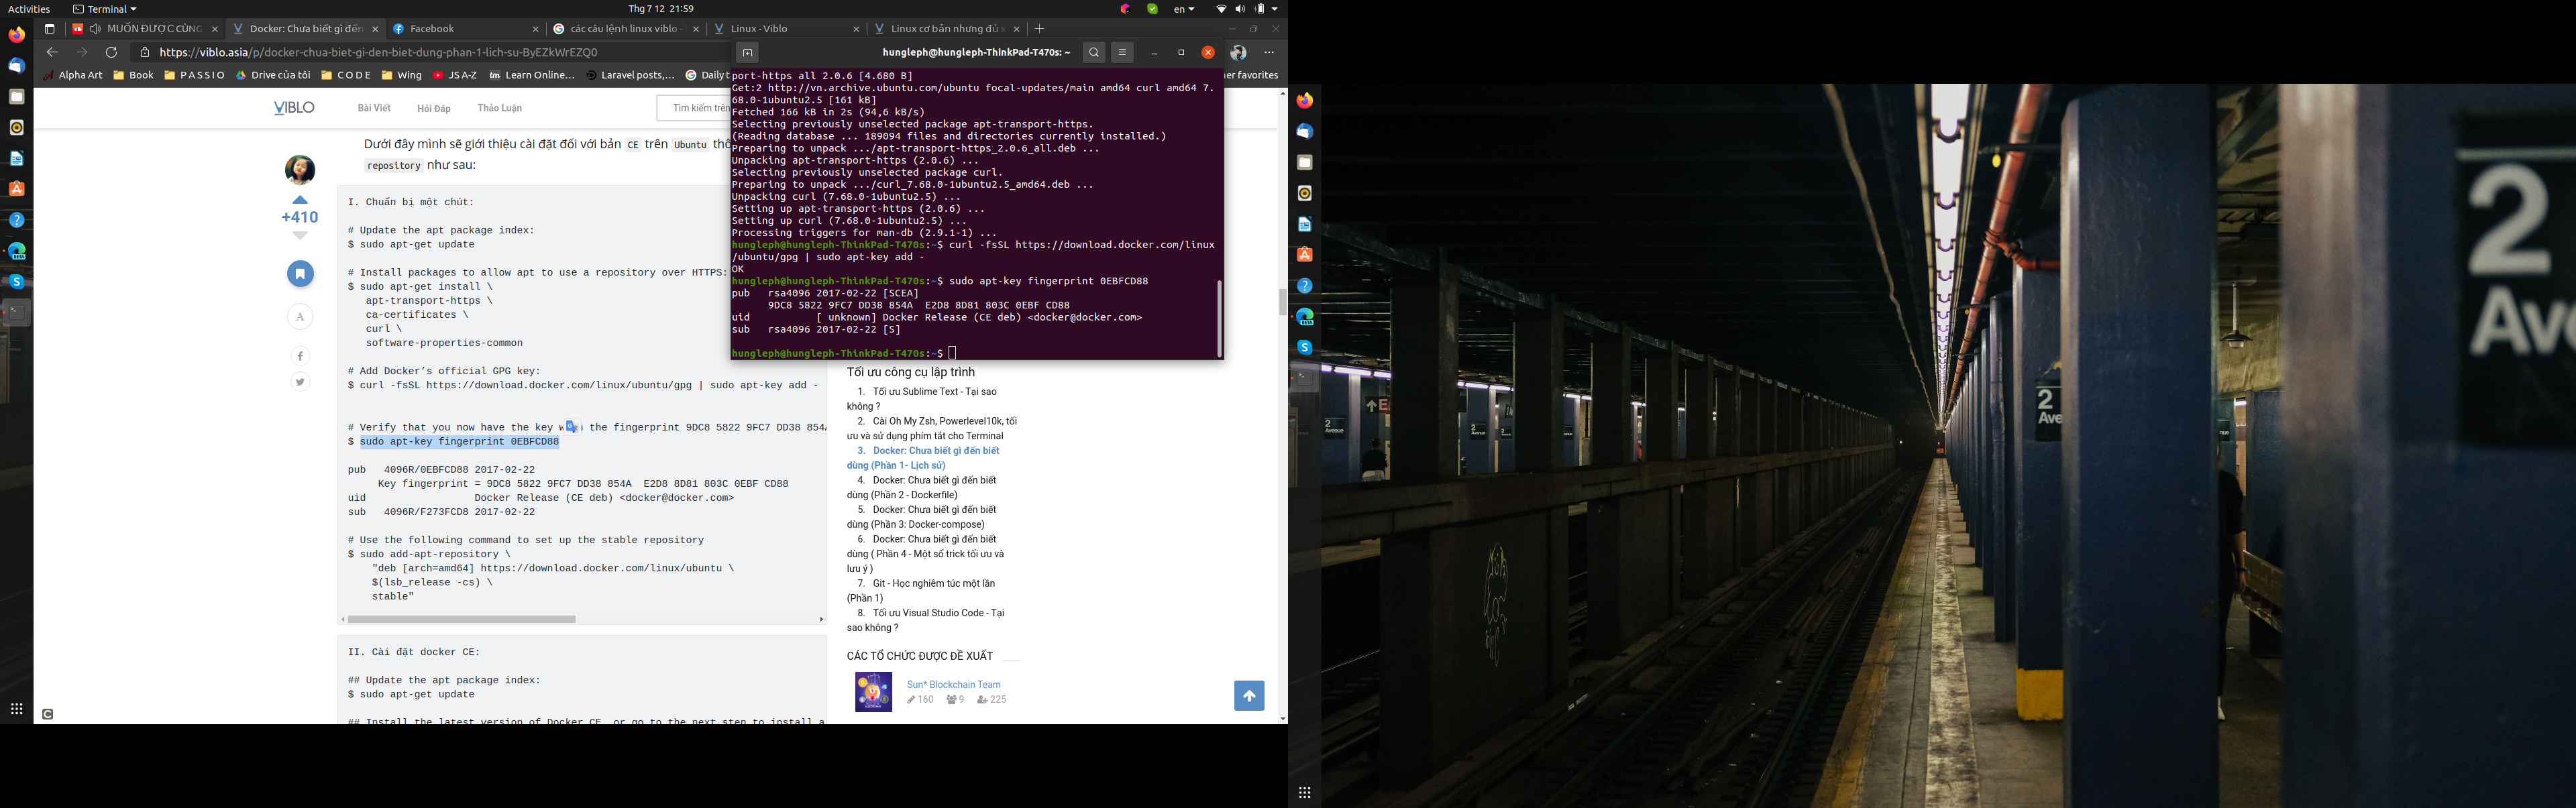 Activities
Terminal
Thg 7 12 21:59
en
MUỐN ĐƯỢC CÙNG
Docker: Chưa biết gì đến
Facebook
các câu lệnh linux viblo
Linux - Viblo
Linux cơ bản nhưng đủ x
https://viblo.asia/p/docker-chua-biet-gi-den-biet-dung-phan-1-lich-su-ByEZkWrEZQ0
Alpha Art
Book
P A S S I O
Drive của tôi
C O D E
Wing
JS A-Z
Learn Online…
Laravel posts,…
Daily t
er favorites
VIBLO
Bài Viết
Hỏi Đáp
Thảo Luận
Tìm kiếm trên
Dưới đây mình sẽ giới thiệu cài đặt đối với bản CE trên Ubuntu thô
repository như sau:
+410
I. Chuẩn bị một chút:
# Update the apt package index:
$ sudo apt-get update
# Install packages to allow apt to use a repository over HTTPS:
$ sudo apt-get install \
apt-transport-https \
ca-certificates \
curl \
software-properties-common
# Add Docker’s official GPG key:
$ curl -fsSL https://download.docker.com/linux/ubuntu/gpg | sudo apt-key add -
# Verify that you now have the key w the fingerprint 9DC8 5822 9FC7 DD38 854A
$ sudo apt-key fingerprint 0EBFCD88
pub 4096R/0EBFCD88 2017-02-22
Key fingerprint = 9DC8 5822 9FC7 DD38 854A E2D8 8D81 803C 0EBF CD88
uid Docker Release (CE deb) <docker@docker.com>
sub 4096R/F273FCD8 2017-02-22
# Use the following command to set up the stable repository
$ sudo add-apt-repository \
"deb [arch=amd64] https://download.docker.com/linux/ubuntu \
$(lsb_release -cs) \
stable"
II. Cài đặt docker CE:
## Update the apt package index:
$ sudo apt-get update
## Install the latest version of Docker CE, or go to the next step to install a
hungleph@hungleph-ThinkPad-T470s: ~
port-https all 2.0.6 [4.680 B]
Get:2 http://vn.archive.ubuntu.com/ubuntu focal-updates/main amd64 curl amd64 7.
68.0-1ubuntu2.5 [161 kB]
Fetched 166 kB in 2s (94,6 kB/s)
Selecting previously unselected package apt-transport-https.
(Reading database ... 189094 files and directories currently installed.)
Preparing to unpack .../apt-transport-https_2.0.6_all.deb ...
Unpacking apt-transport-https (2.0.6) ...
Selecting previously unselected package curl.
Preparing to unpack .../curl_7.68.0-1ubuntu2.5_amd64.deb ...
Unpacking curl (7.68.0-1ubuntu2.5) ...
Setting up apt-transport-https (2.0.6) ...
Setting up curl (7.68.0-1ubuntu2.5) ...
Processing triggers for man-db (2.9.1-1) ...
hungleph@hungleph-ThinkPad-T470s:~$ curl -fsSL https://download.docker.com/linux
/ubuntu/gpg | sudo apt-key add -
OK
hungleph@hungleph-ThinkPad-T470s:~$ sudo apt-key fingerprint 0EBFCD88
pub rsa4096 2017-02-22 [SCEA]
9DC8 5822 9FC7 DD38 854A E2D8 8D81 803C 0EBF CD88
uid [ unknown] Docker Release (CE deb) <docker@docker.com>
sub rsa4096 2017-02-22 [S]
hungleph@hungleph-ThinkPad-T470s:~$
Tối ưu công cụ lập trình
1. Tối ưu Sublime Text - Tại sao
không ?
2. Cài Oh My Zsh, Powerlevel10k, tối
ưu và sử dụng phím tắt cho Terminal
3. Docker: Chưa biết gì đến biết
dùng (Phần 1- Lịch sử)
4. Docker: Chưa biết gì đến biết
dùng (Phần 2 - Dockerfile)
5. Docker: Chưa biết gì đến biết
dùng (Phần 3: Docker-compose)
6. Docker: Chưa biết gì đến biết
dùng ( Phần 4 - Một số trick tối ưu và
lưu ý )
7. Git - Học nghiêm túc một lần
(Phần 1)
8. Tối ưu Visual Studio Code - Tại
sao không ?
CÁC TỔ CHỨC ĐƯỢC ĐỀ XUẤT
Sun* Blockchain Team
160
9
225
2
Ave
2
Ave